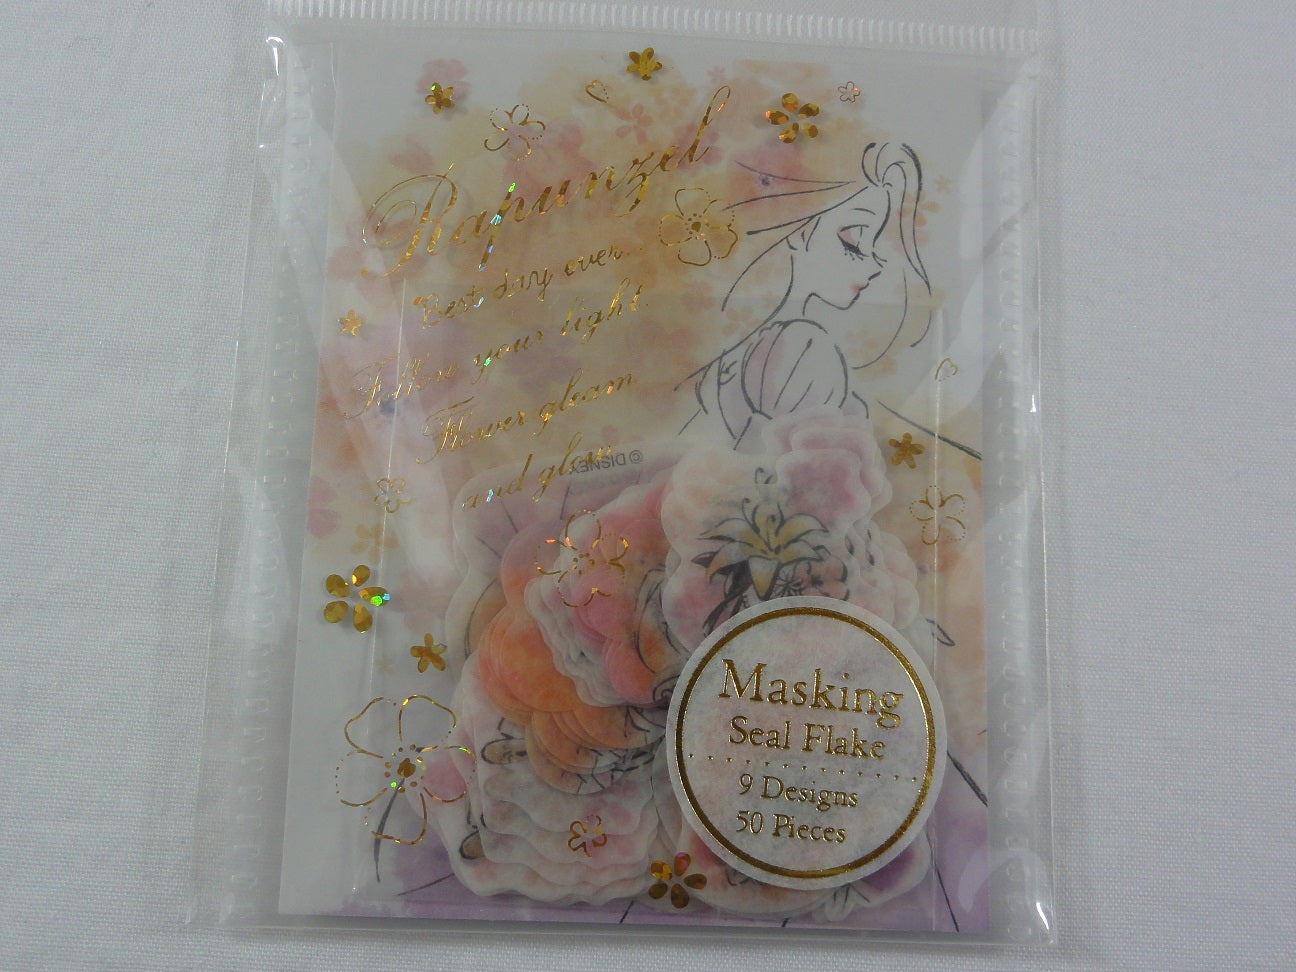 Rapunzel
Best day ever.
Follow your light.
Flower gleam
and glow
© DISNEY
Masking
Seal Flake
9 Designs
50 Pieces